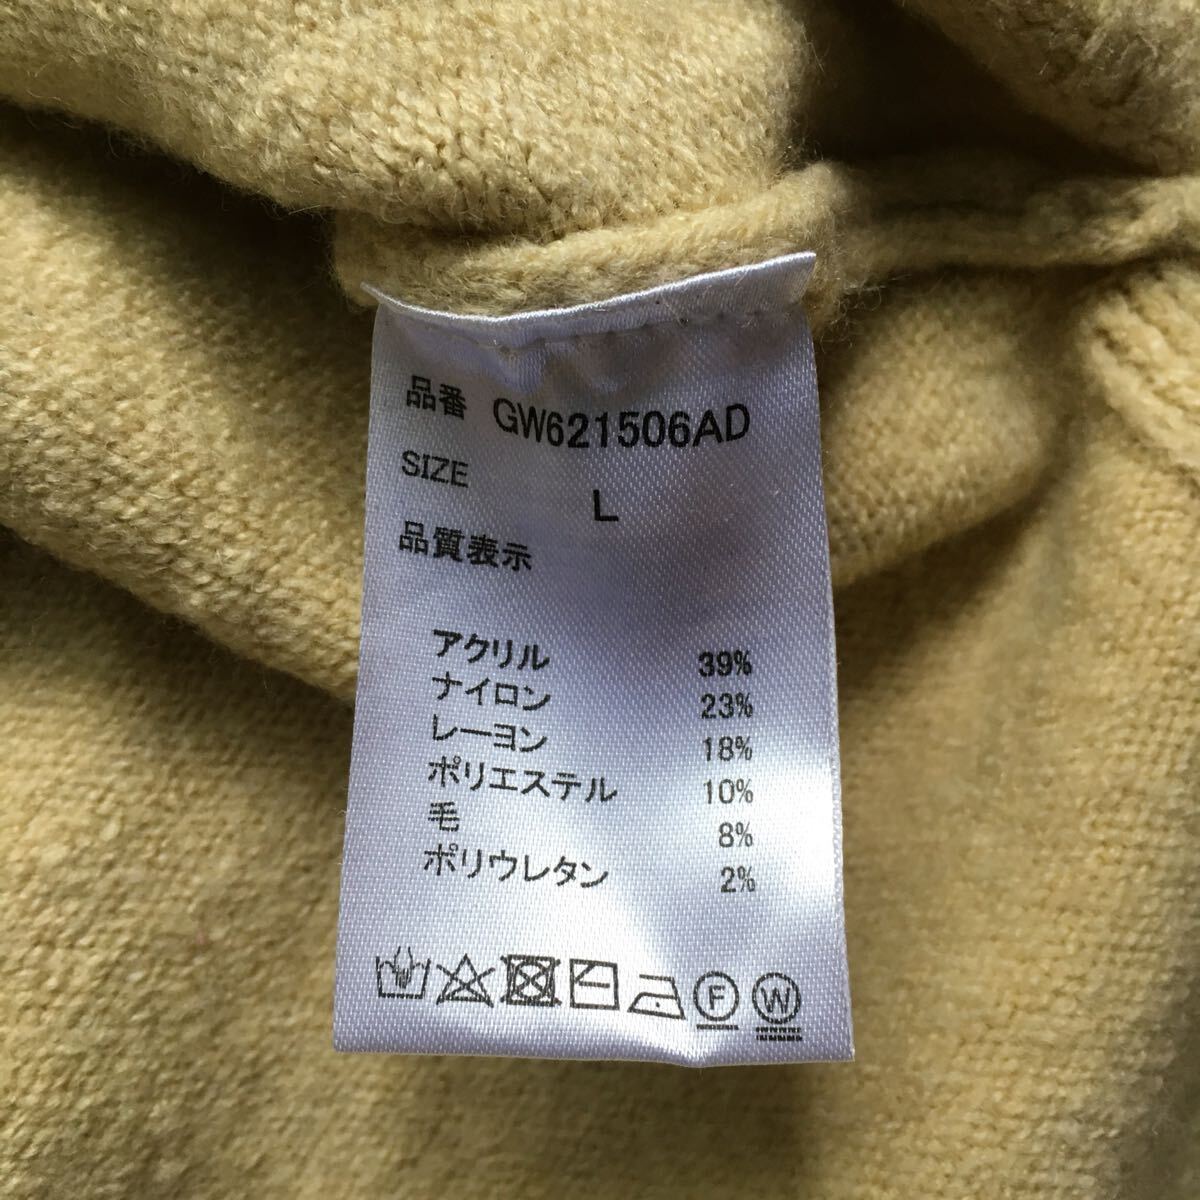 品番 GW621506AD
SIZE L
品質表示
アクリル 39%
ナイロン 23%
レーヨン 18%
ポリエステル 10%
毛 8%
ポリウレタン 2%
F W